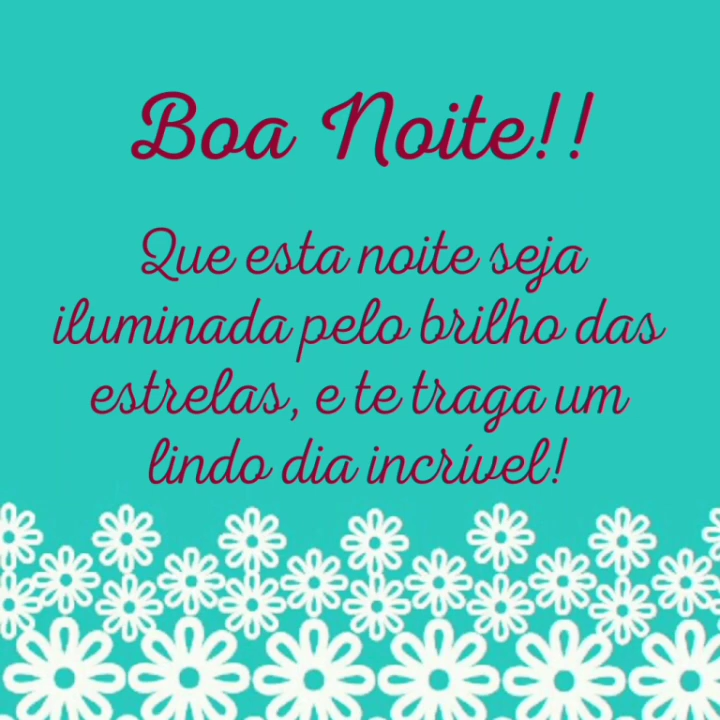 Boa Noite!!
Que esta noite seja
iluminada pelo brilho das
estrelas, e te traga um
lindo dia incrível!